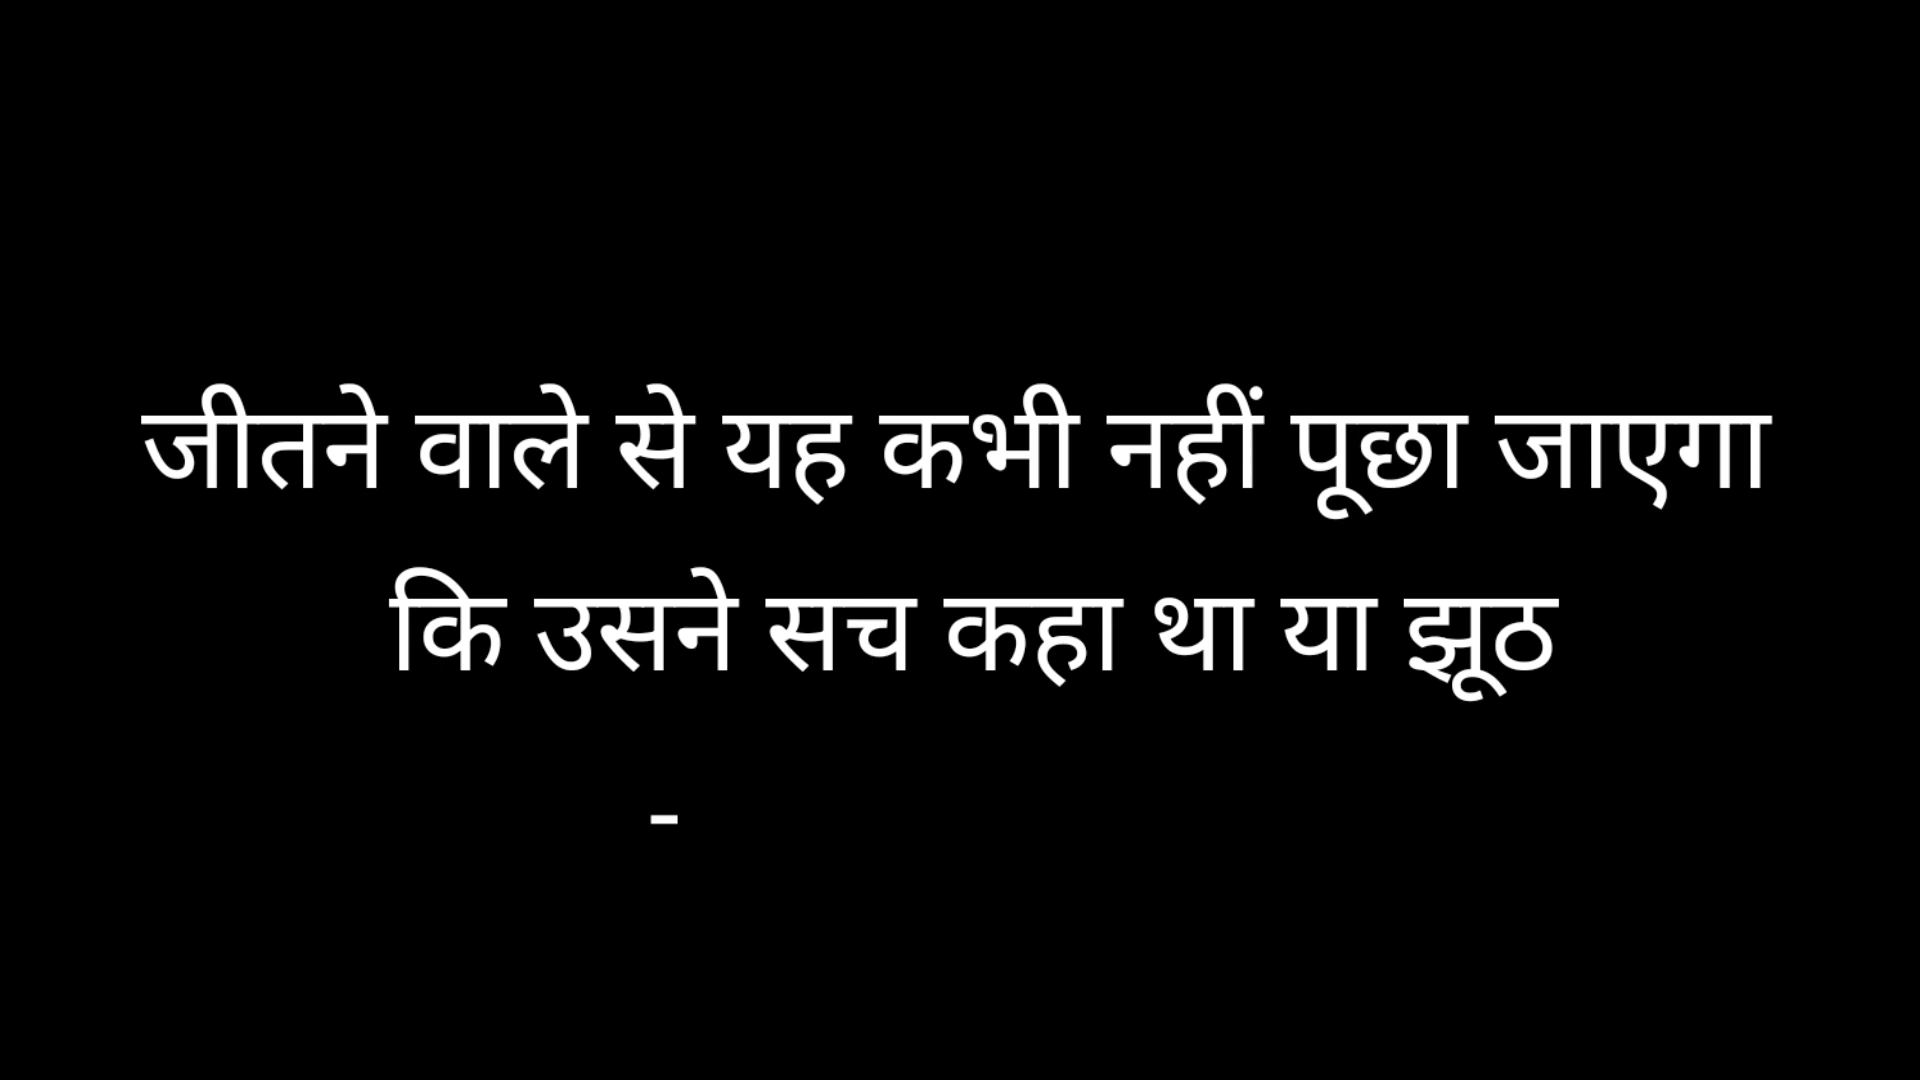 जीतने वाले से यह कभी नहीं पूछा जाएगा
कि उसने सच कहा था या झूठ
-